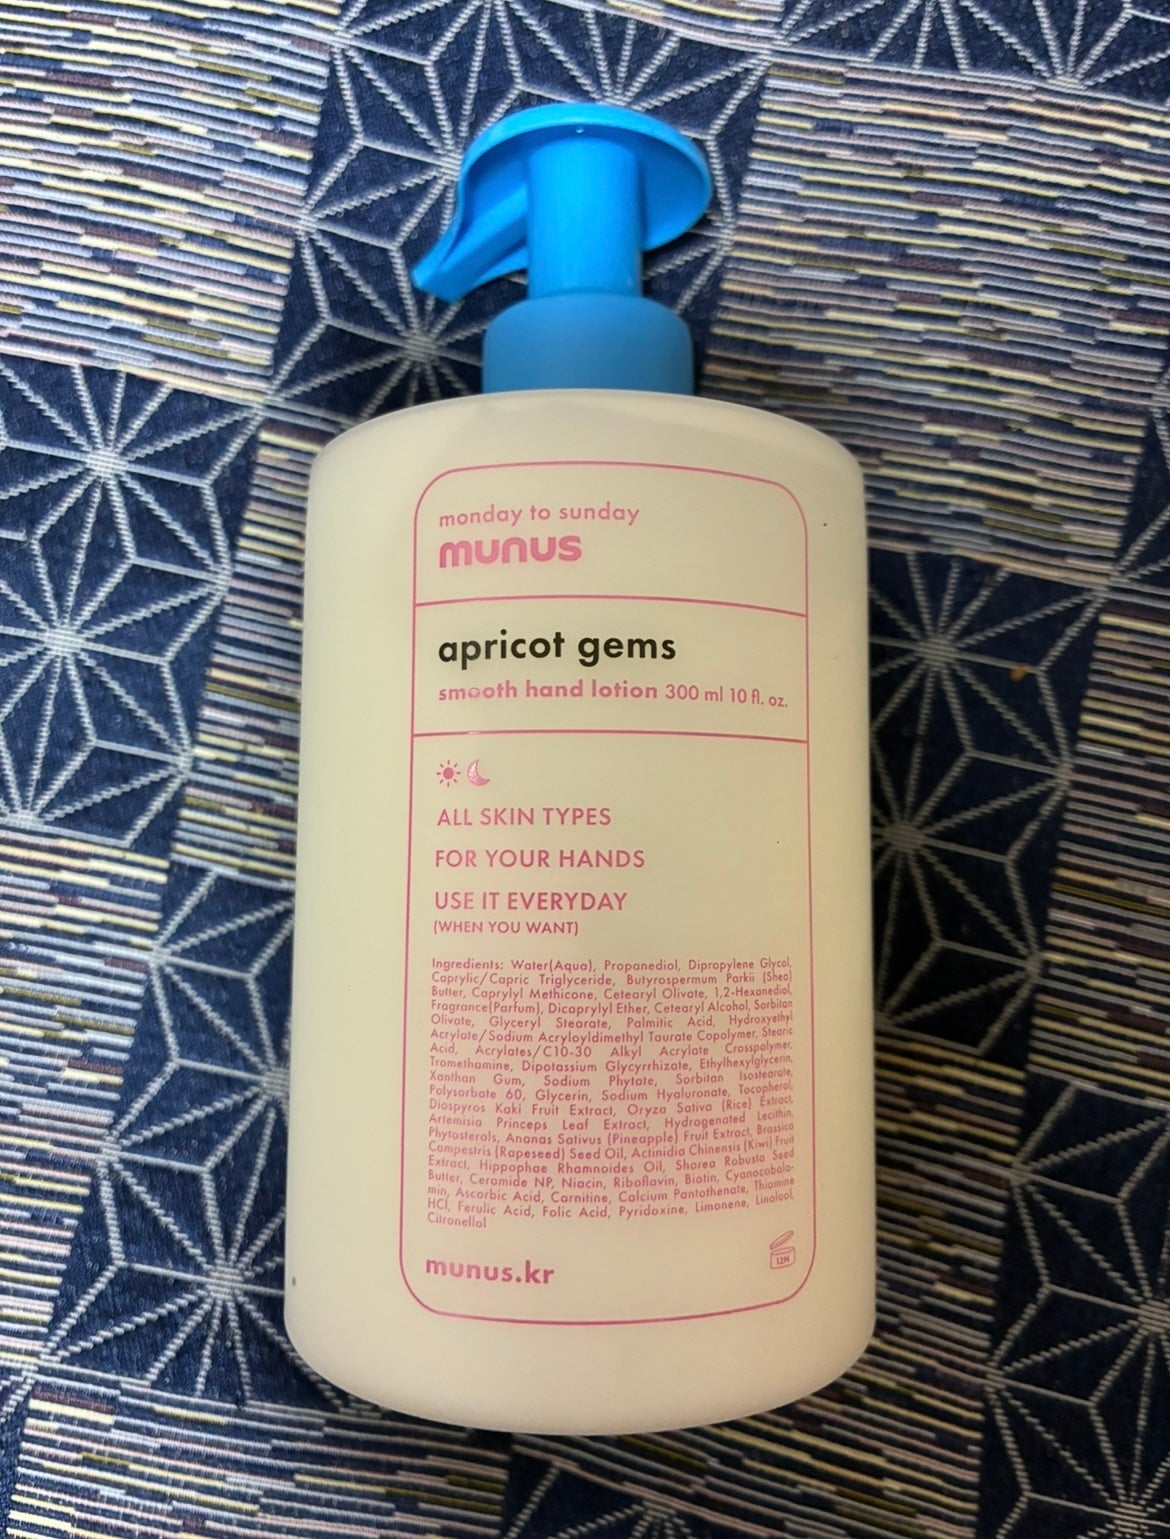 monday to sunday
munus
apricot gems
smooth hand lotion 300 ml 10 fl. oz.
ALL SKIN TYPES
FOR YOUR HANDS
USE IT EVERYDAY
(WHEN YOU WANT)
Ingredients: Water(Aqua), Propanediol, Dipropylene Glycol,
Caprylic/Capric Triglyceride, Butyrospermum Parkii (Shea)
Butter, Caprylyl Methicone, Cetearyl Olivate, 1,2-Hexanediol,
Fragrance(Parfum), Dicaprylyl Ether, Cetearyl Alcohol, Sorbitan
Olivate, Glyceryl Stearate, Palmitic Acid, Hydroxyethyl
Acrylate/Sodium Acryloyldimethyl Taurate Copolymer, Stearic
Acid, Acrylates/C10-30 Alkyl Acrylate Crosspolymer,
Tromethamine, Dipotassium Glycyrrhizate, Ethylhexylglycerin,
Xanthan Gum, Sodium Phytate, Sorbitan Isostearate,
Polysorbate 60, Glycerin, Sodium Hyaluronate, Tocopherol,
Diospyros Kaki Fruit Extract, Oryza Sativa (Rice) Extract,
Artemisia Princeps Leaf Extract, Hydrogenated Lecithin,
Phytosterols, Ananas Sativus (Pineapple) Fruit Extract, Brassica
Campestris (Rapeseed) Seed Oil, Actinidia Chinensis (Kiwi) Fruit
Extract, Hippophae Rhamnoides Oil, Shorea Robusta Seed
Butter, Ceramide NP, Niacin, Riboflavin, Biotin, Cyanocobala-
min, Ascorbic Acid, Carnitine, Calcium Pantothenate, Thiamine
HCl, Ferulic Acid, Folic Acid, Pyridoxine, Limonene, Linalool,
Citronellol
munus.kr
12M